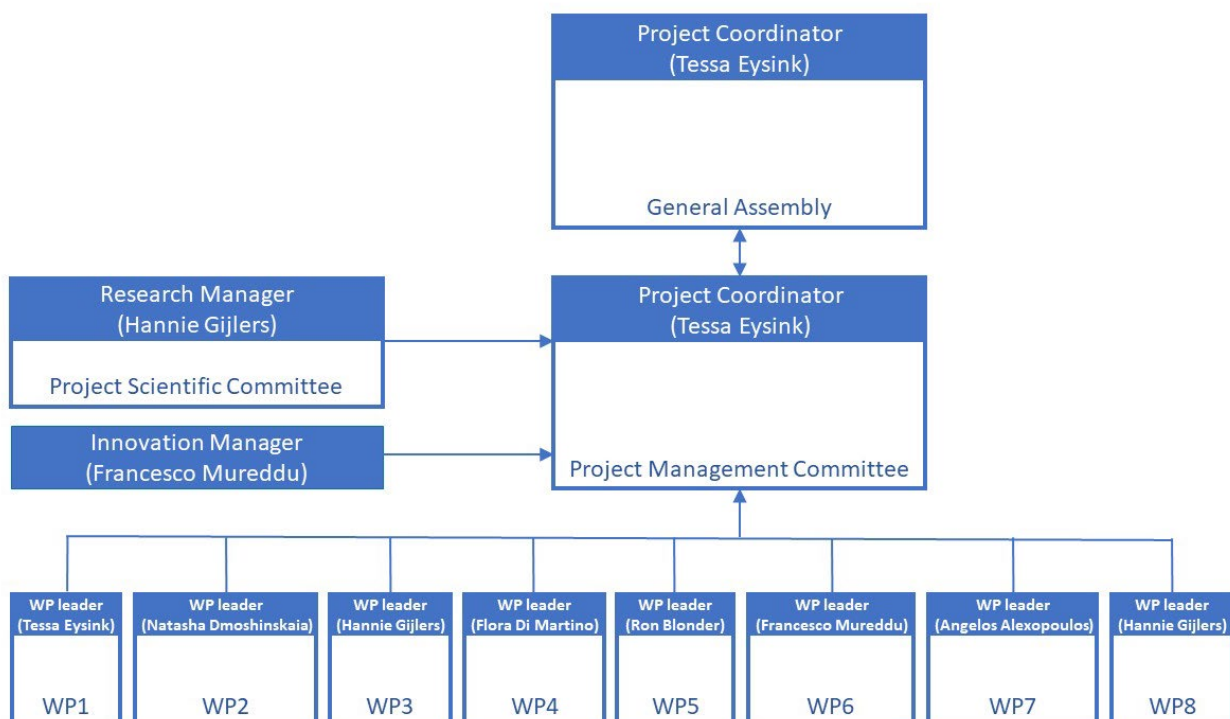 Project Coordinator
(Tessa Eysink)
General Assembly
Research Manager
(Hannie Gijlers)
Project Scientific Committee
Innovation Manager
(Francesco Mureddu)
Project Coordinator
(Tessa Eysink)
Project Management Committee
WP leader
(Tessa Eysink)
WP1
WP leader
(Natasha Dmoshinskaia)
WP2
WP leader
(Hannie Gijlers)
WP3
WP leader
(Flora Di Martino)
WP4
WP leader
(Ron Blonder)
WP5
WP leader
(Francesco Mureddu)
WP6
WP leader
(Angelos Alexopoulos)
WP7
WP leader
(Hannie Gijlers)
WP8